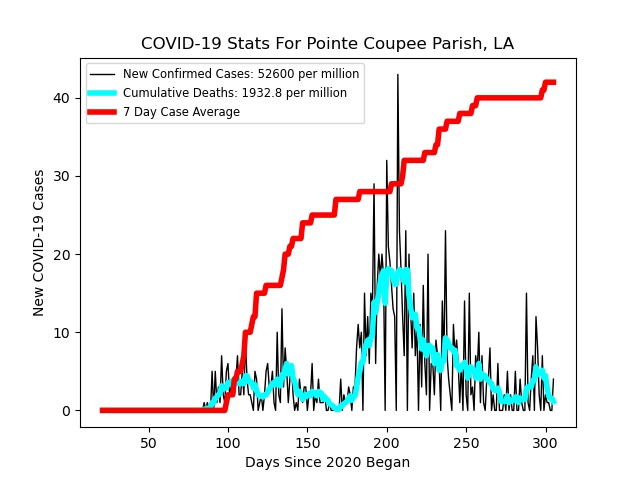 COVID-19 Stats For Pointe Coupee Parish, LA
New Confirmed Cases: 52600 per million
Cumulative Deaths: 1932.8 per million
7 Day Case Average
New COVID-19 Cases
40
30
20
10
0
50 100 150 200 250 300
Days Since 2020 Began